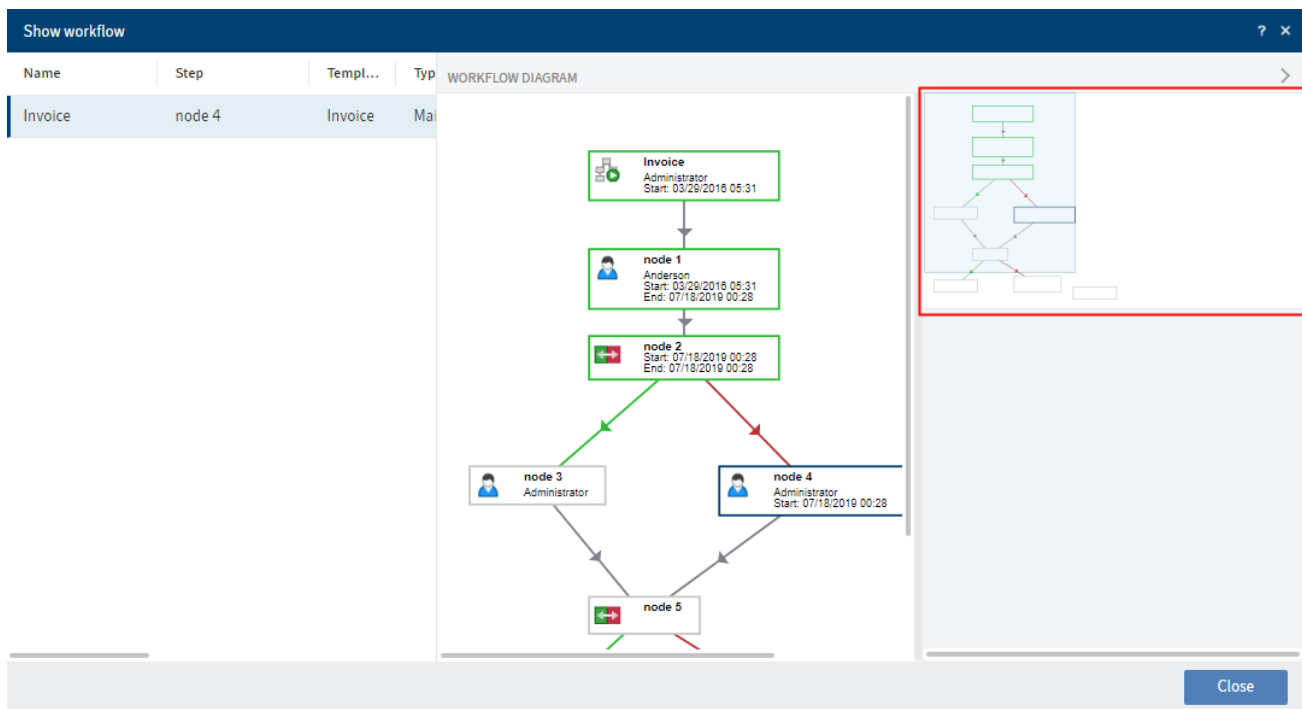 Show workflow
? ×
Name Step Templ... Typ WORKFLOW DIAGRAM
Invoice node 4 Invoice Mai
Invoice
Administrator
Start: 03/29/2016 05:31
node 1
Anderson
Start: 03/29/2016 05:31
End: 07/18/2019 00:28
node 2
Start: 07/18/2019 00:28
End: 07/18/2019 00:28
node 3
Administrator
node 4
Administrator
Start: 07/18/2019 00:28
node 5
Close